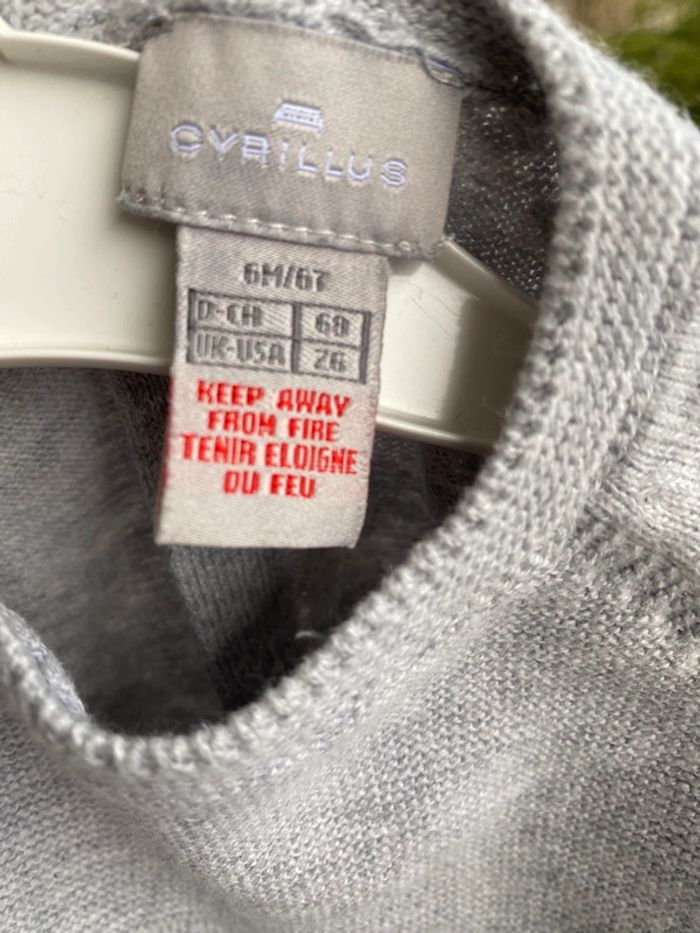 CYRILLUS
6M/67
D-CH 68
UK-USA 26
KEEP AWAY
FROM FIRE
TENIR ELOIGNE
DU FEU